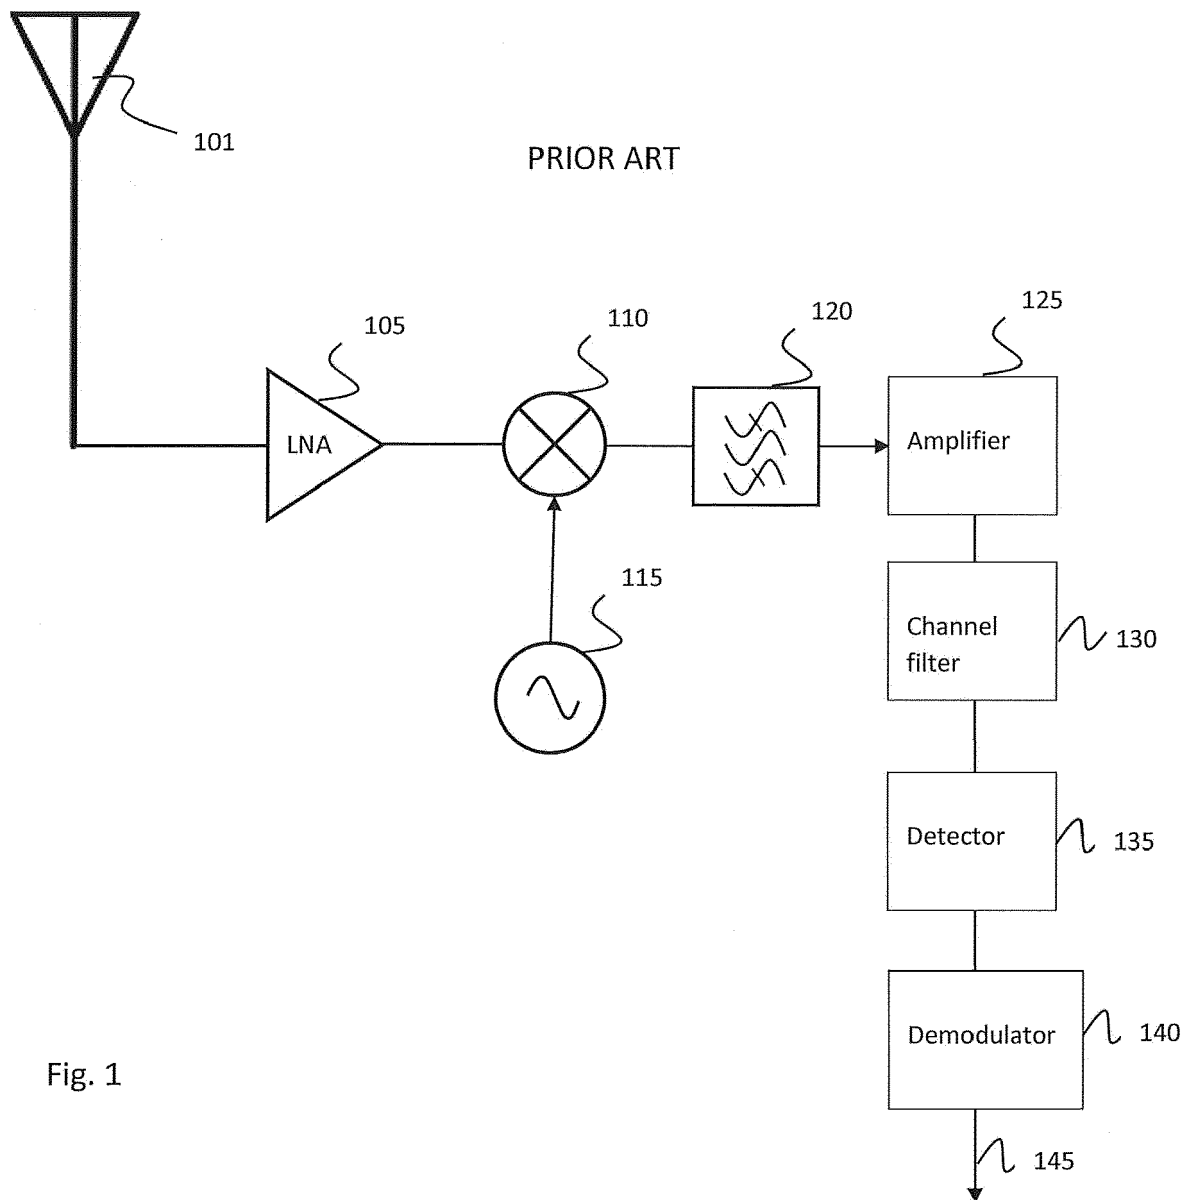 101
PRIOR ART
105
110
120
125
LNA
Amplifier
115
Channel
filter
130
Detector
135
Demodulator
140
Fig. 1
145